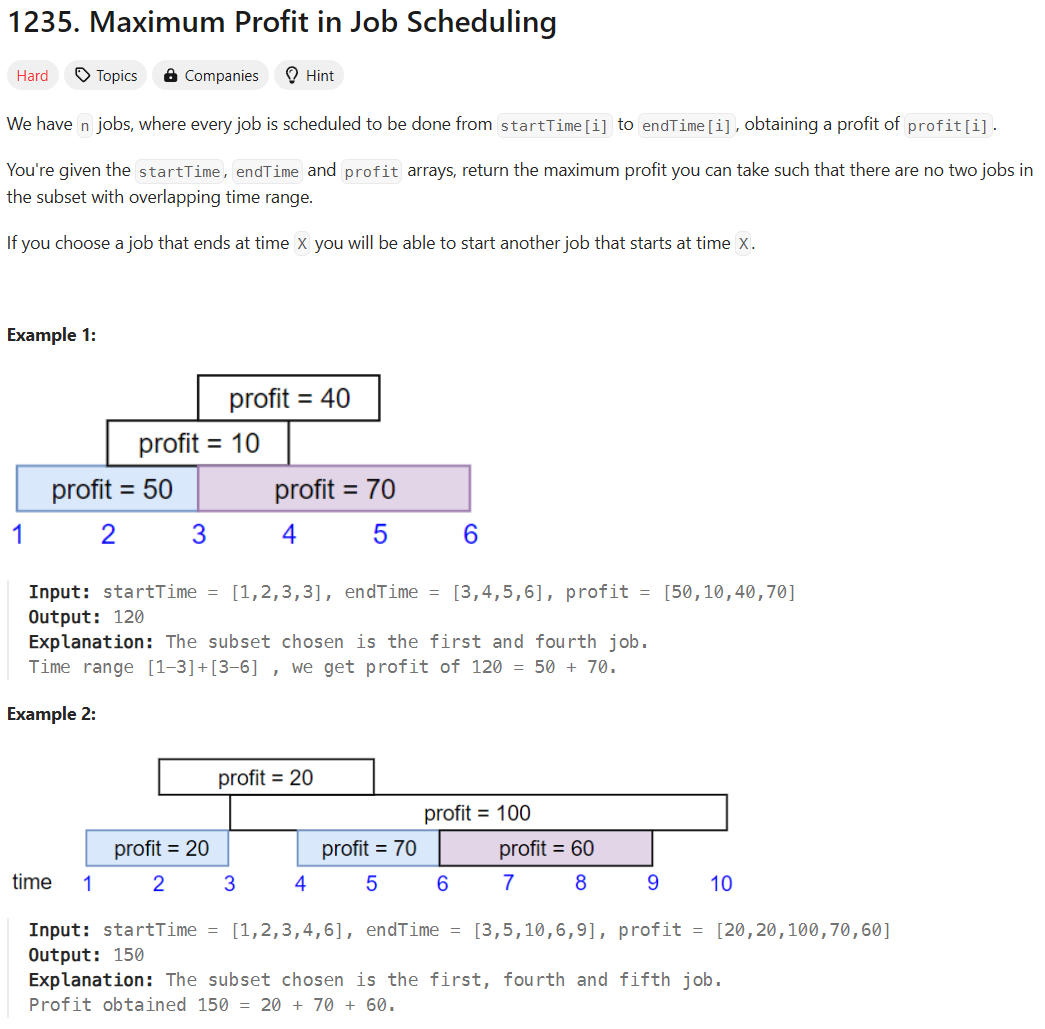 1235. Maximum Profit in Job Scheduling
Hard Topics Companies Hint
We have n jobs, where every job is scheduled to be done from startTime[i] to endTime[i], obtaining a profit of profit[i].
You're given the startTime, endTime and profit arrays, return the maximum profit you can take such that there are no two jobs in
the subset with overlapping time range.
If you choose a job that ends at time X you will be able to start another job that starts at time X.
Example 1:
profit = 40
profit = 10
profit = 50 profit = 70
1 2 3 4 5 6
Input: startTime = [1,2,3,3], endTime = [3,4,5,6], profit = [50,10,40,70]
Output: 120
Explanation: The subset chosen is the first and fourth job.
Time range [1-3]+[3-6] , we get profit of 120 = 50 + 70.
Example 2:
profit = 20
profit = 100
profit = 20 profit = 70 profit = 60
time 1 2 3 4 5 6 7 8 9 10
Input: startTime = [1,2,3,4,6], endTime = [3,5,10,6,9], profit = [20,20,100,70,60]
Output: 150
Explanation: The subset chosen is the first, fourth and fifth job.
Profit obtained 150 = 20 + 70 + 60.